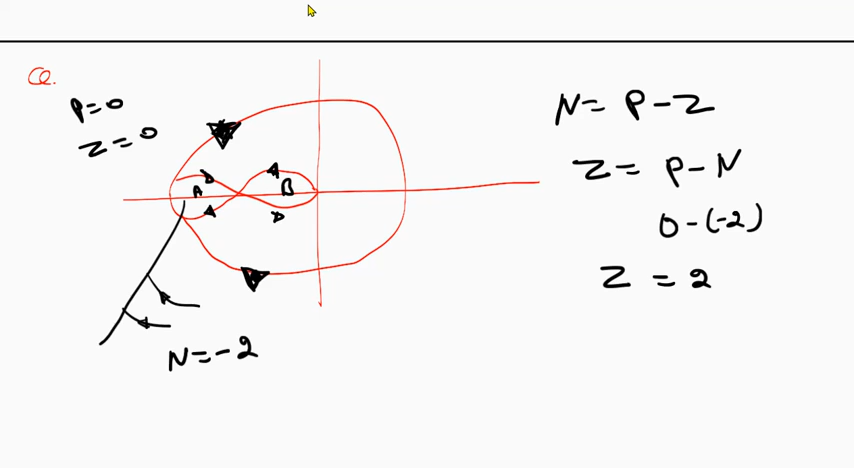 Q.
P=0
Z=0
A
B
N=-2
N= P-Z
Z= P-N
0-(-2)
Z = 2